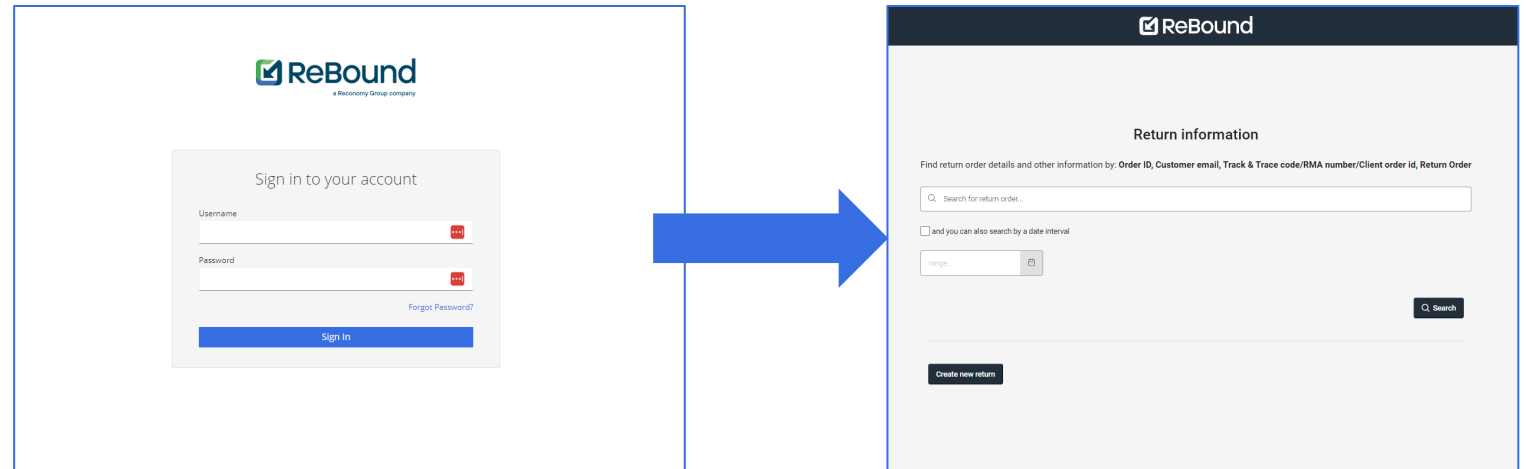 ReBound
a Reconomy Group company
Sign in to your account
Username
Password
Forgot Password?
Sign In
ReBound
Return information
Find return order details and other information by: Order ID, Customer email, Track & Trace code/RMA number/Client order id, Return Order
Search for return order...
and you can also search by a date interval
range...
Search
Create new return